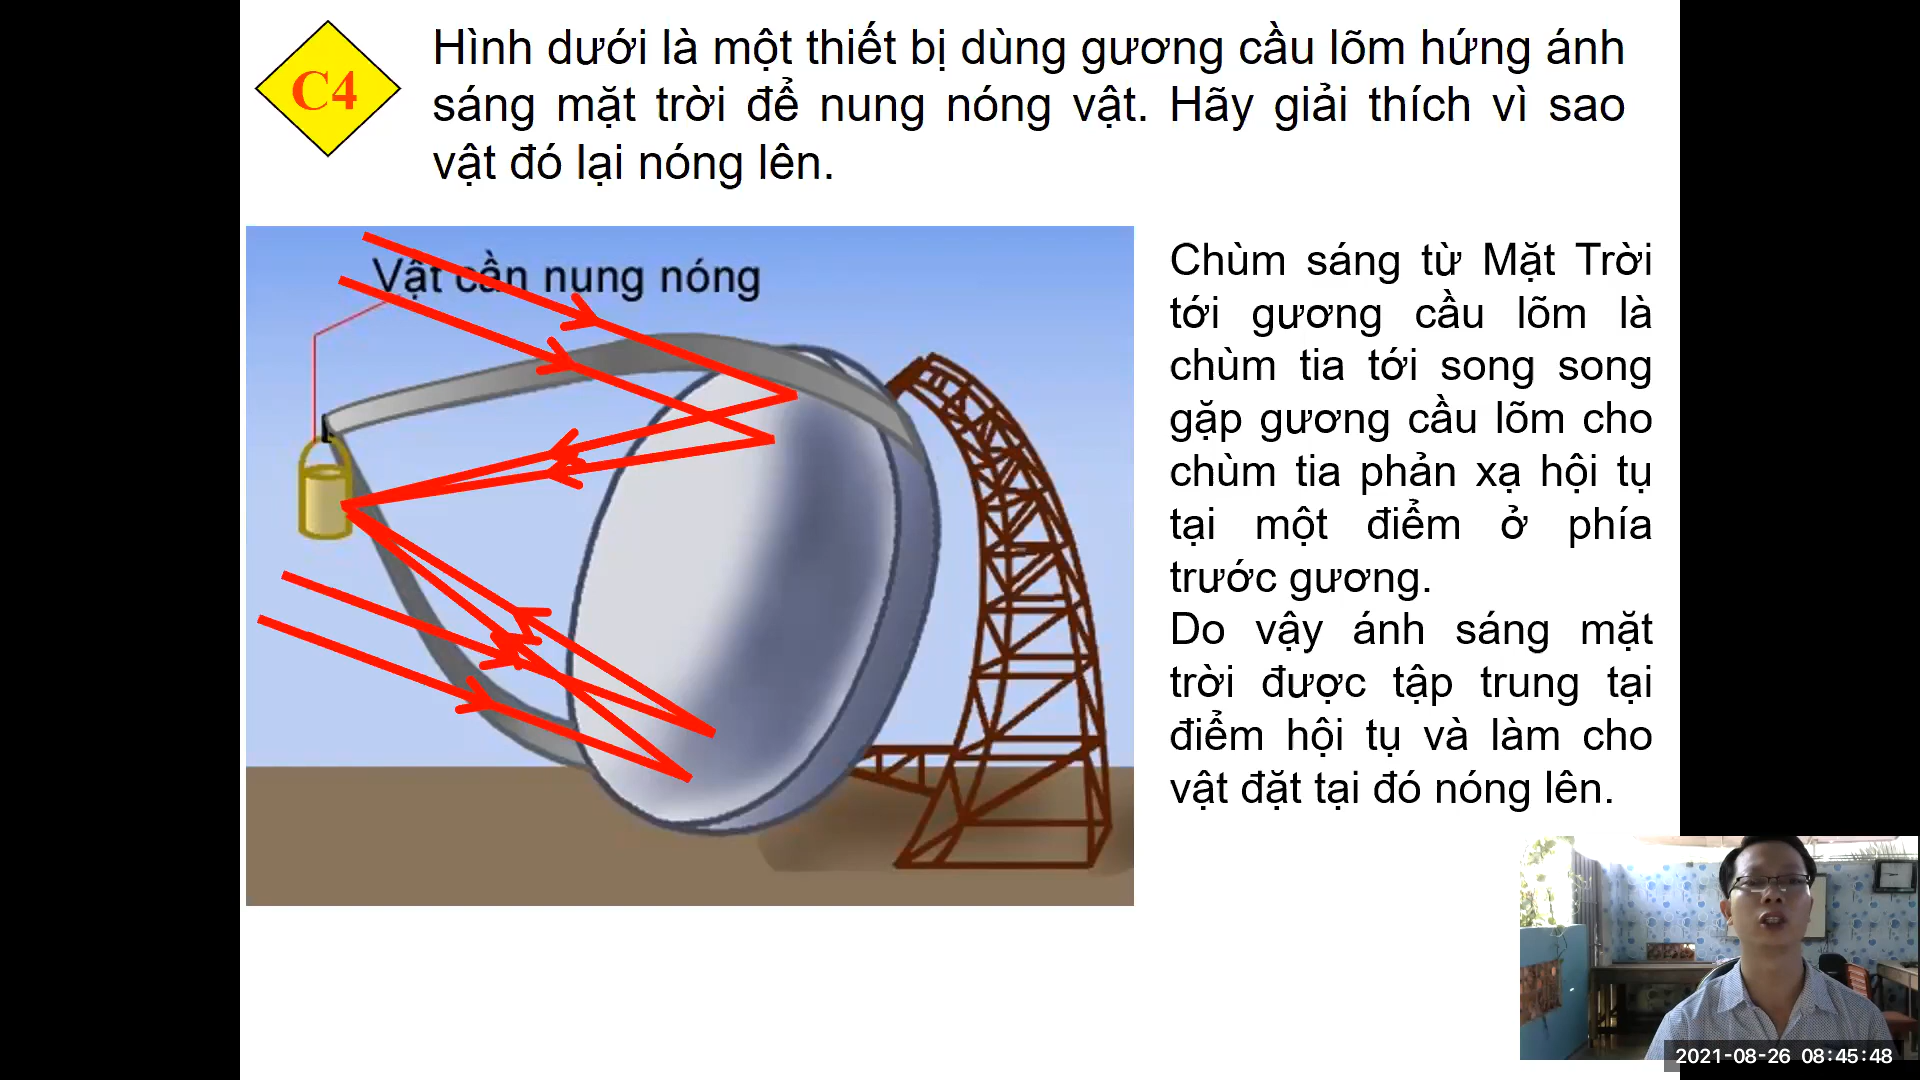 C4
Hình dưới là một thiết bị dùng gương cầu lõm hứng ánh
sáng mặt trời để nung nóng vật. Hãy giải thích vì sao
vật đó lại nóng lên.
Vật cần nung nóng
Chùm sáng từ Mặt Trời
tới gương cầu lõm là
chùm tia tới song song
gặp gương cầu lõm cho
chùm tia phản xạ hội tụ
tại một điểm ở phía
trước gương.
Do vậy ánh sáng mặt
trời được tập trung tại
điểm hội tụ và làm cho
vật đặt tại đó nóng lên.
2021-08-26 08:45:48